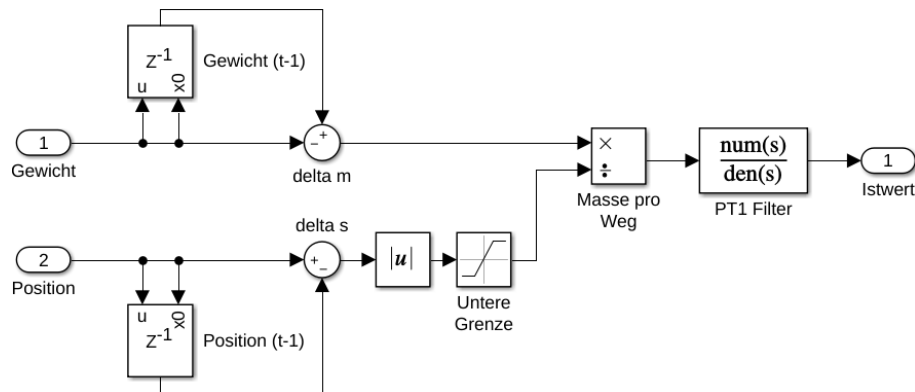 Z⁻¹
u
x0
Gewicht (t-1)
1
Gewicht
−
+
delta m
×
÷
Masse pro
Weg
num(s)
den(s)
PT1 Filter
1
Istwert
delta s
2
Position
+
−
|u|
Untere
Grenze
u
x0
Z⁻¹
Position (t-1)